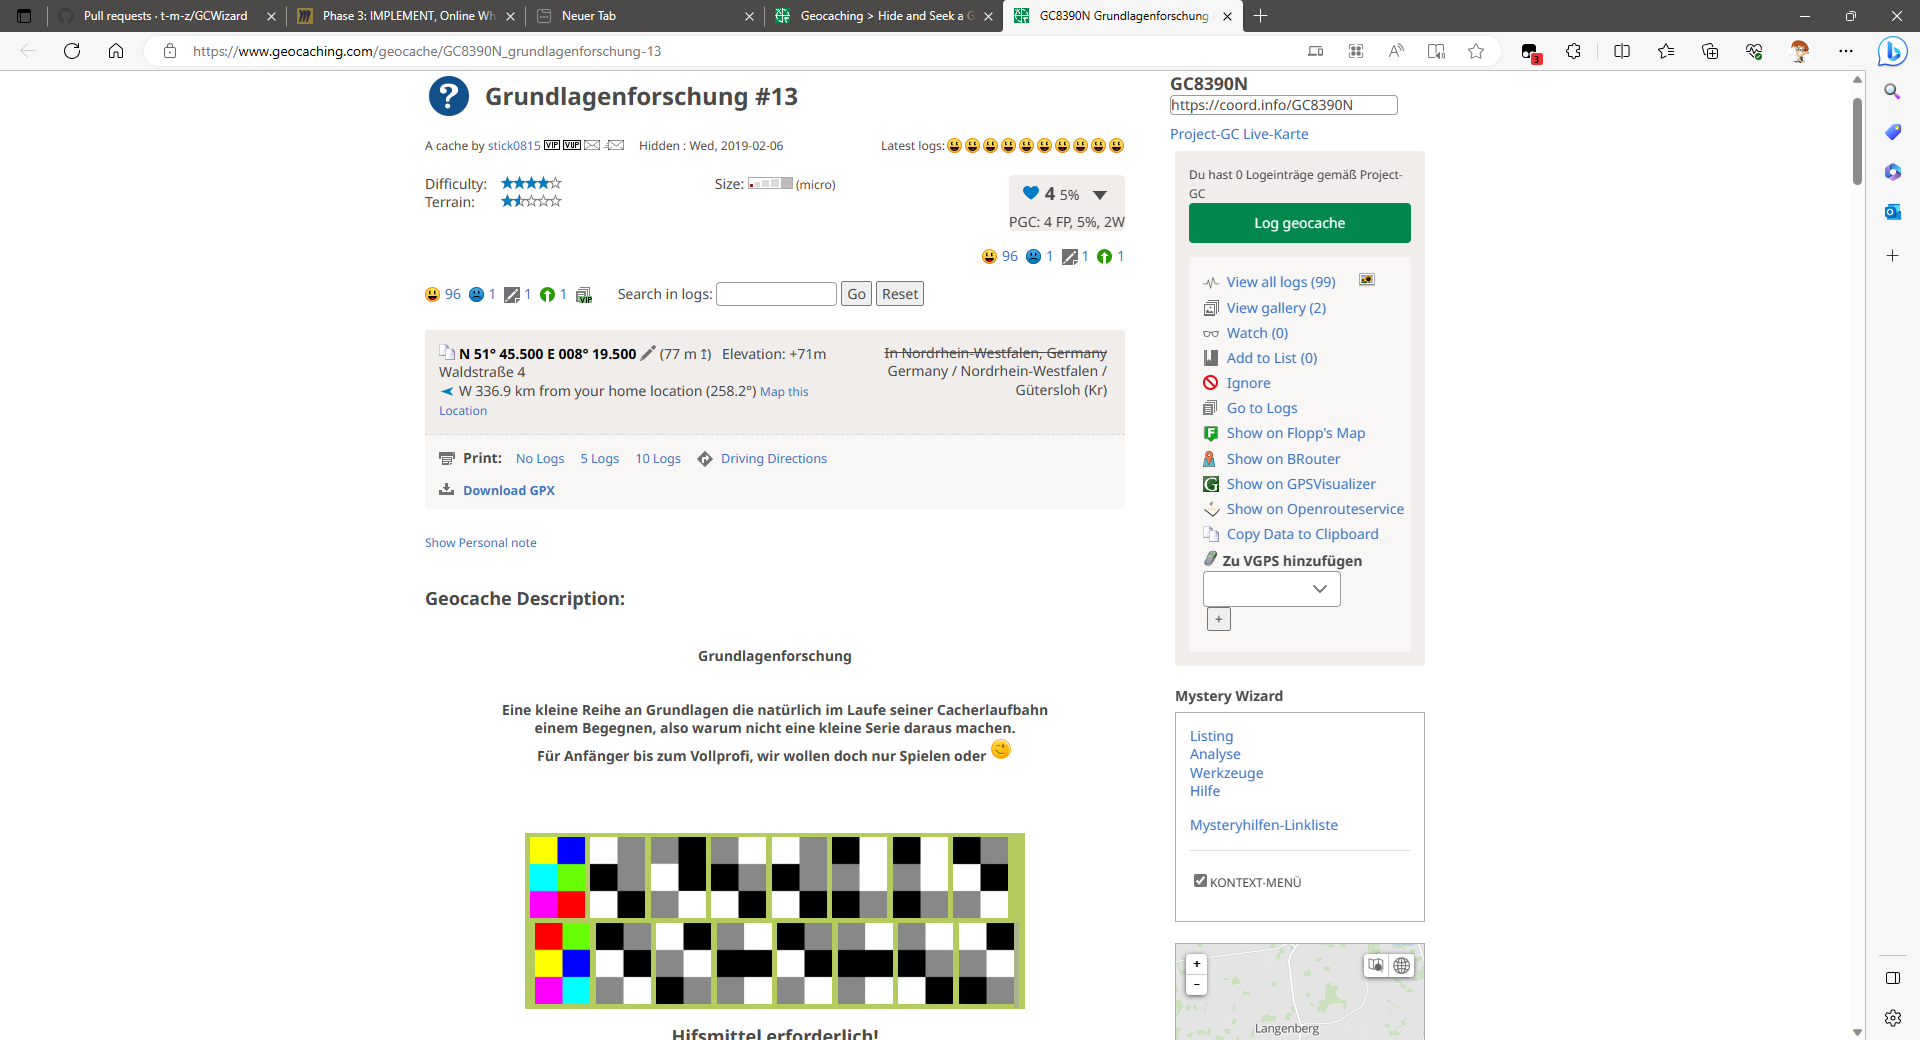 Pull requests · t-m-z/GCWizard
Phase 3: IMPLEMENT, Online Wh
Neuer Tab
Geocaching > Hide and Seek a G
GC8390N Grundlagenforschung
https://www.geocaching.com/geocache/GC8390N_grundlagenforschung-13
3
Grundlagenforschung #13
A cache by stick0815 VIP VUP Hidden : Wed, 2019-02-06 Latest logs:
Difficulty:
Terrain:
Size: (micro)
4 5%
PGC: 4 FP, 5%, 2W
96 1 1 1
96 1 1 1 VIP Search in logs: Go Reset
N 51° 45.500 E 008° 19.500 (77 m ↥) Elevation: +71m
Waldstraße 4
W 336.9 km from your home location (258.2°) Map this
Location
In Nordrhein-Westfalen, Germany
Germany / Nordrhein-Westfalen /
Gütersloh (Kr)
Print: No Logs 5 Logs 10 Logs Driving Directions
Download GPX
Show Personal note
Geocache Description:
Grundlagenforschung
Eine kleine Reihe an Grundlagen die natürlich im Laufe seiner Cacherlaufbahn
einem Begegnen, also warum nicht eine kleine Serie daraus machen.
Für Anfänger bis zum Vollprofi, wir wollen doch nur Spielen oder
Hifsmittel erforderlich!
GC8390N
https://coord.info/GC8390N
Project-GC Live-Karte
Du hast 0 Logeinträge gemäß Project-
GC
Log geocache
View all logs (99)
View gallery (2)
Watch (0)
Add to List (0)
Ignore
Go to Logs
Show on Flopp's Map
Show on BRouter
Show on GPSVisualizer
Show on Openrouteservice
Copy Data to Clipboard
Zu VGPS hinzufügen
+
Mystery Wizard
Listing
Analyse
Werkzeuge
Hilfe
Mysteryhilfen-Linkliste
KONTEXT-MENÜ
+
-
Langenberg